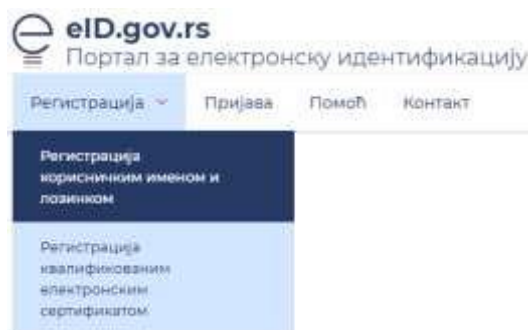 eID.gov.rs
Портал за електронску идентификацију
Регистрација Пријава Помоћ Контакт
Регистрација
корисничким именом и
лозинком
Регистрација
квалификованим
електронским
сертификатом